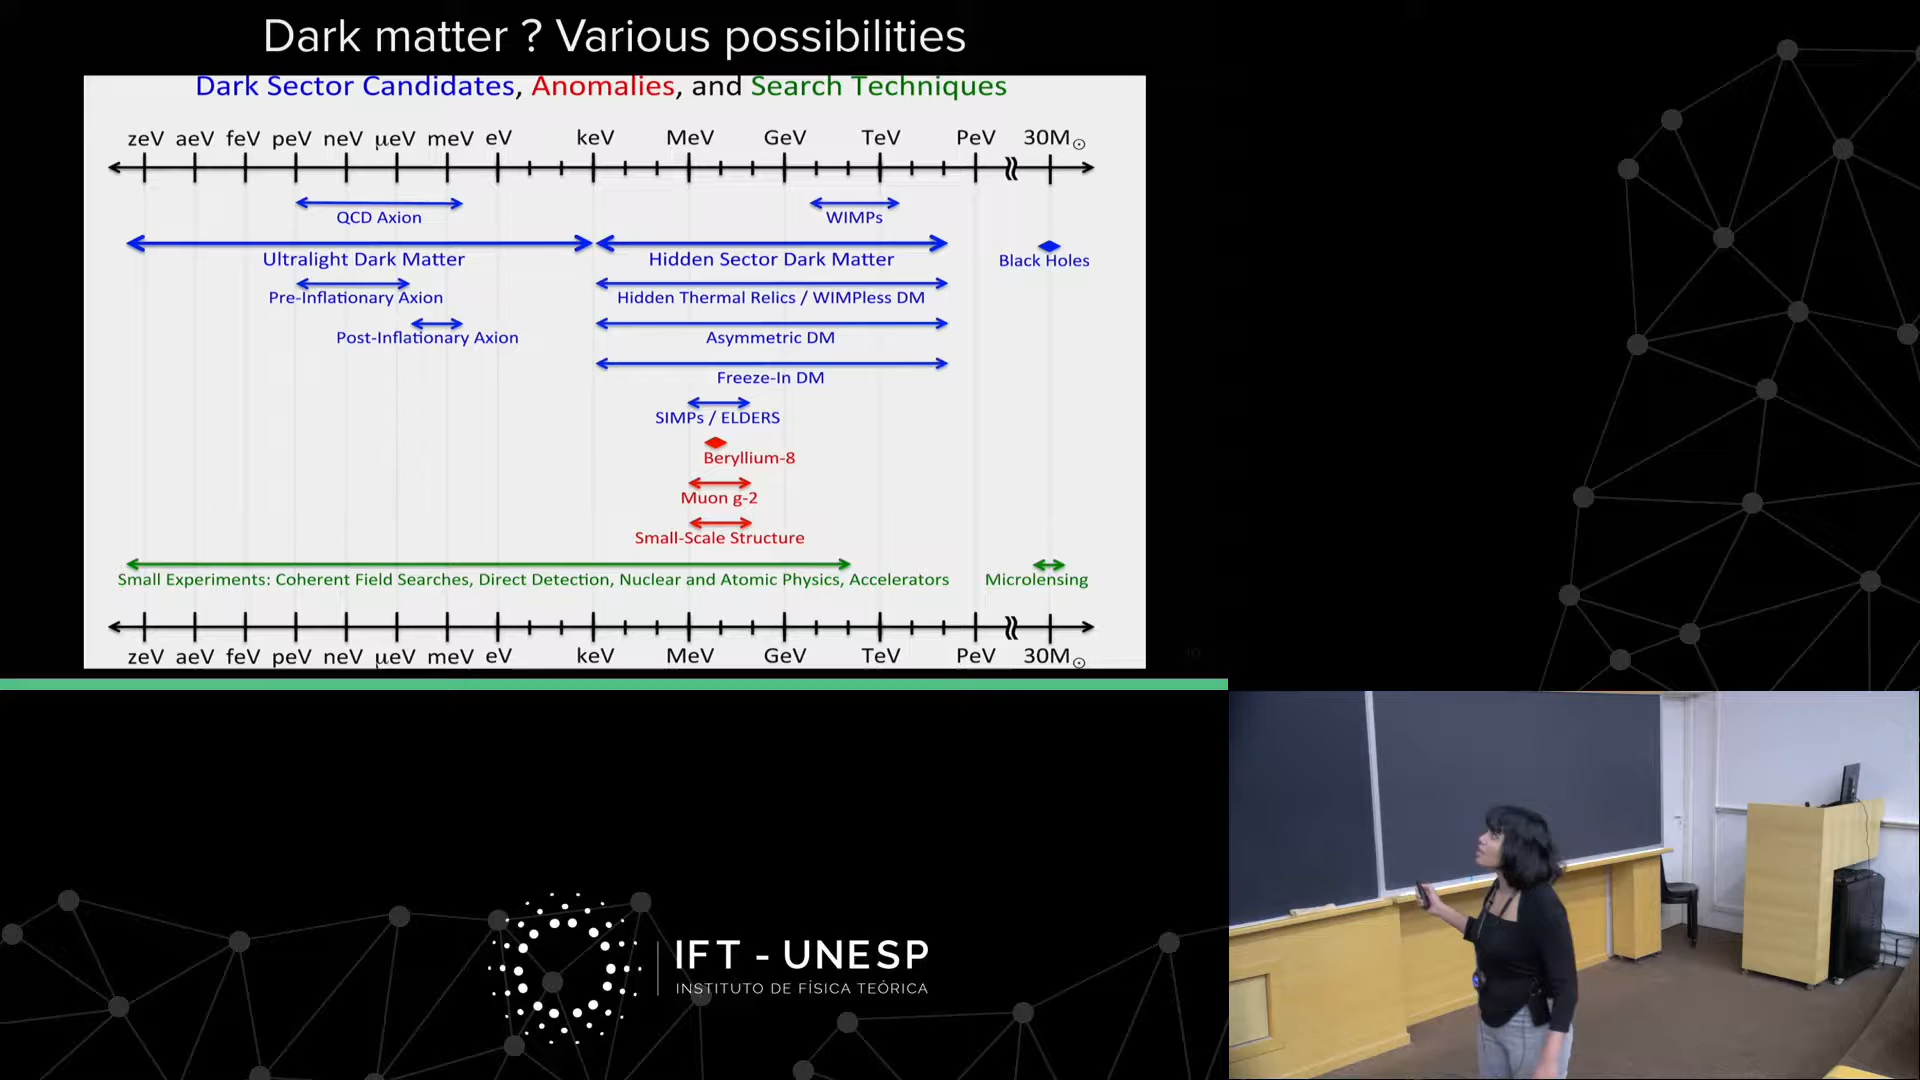 Dark matter ? Various possibilities
Dark Sector Candidates, Anomalies, and Search Techniques
zeV aeV feV peV neV μeV meV eV keV MeV GeV TeV PeV 30M☉
QCD Axion
WIMPs
Ultralight Dark Matter
Hidden Sector Dark Matter
Black Holes
Pre-Inflationary Axion
Hidden Thermal Relics / WIMPless DM
Post-Inflationary Axion
Asymmetric DM
Freeze-In DM
SIMPs / ELDERS
Beryllium-8
Muon g-2
Small-Scale Structure
Small Experiments: Coherent Field Searches, Direct Detection, Nuclear and Atomic Physics, Accelerators
Microlensing
zeV aeV feV peV neV μeV meV eV keV MeV GeV TeV PeV 30M☉
IFT - UNESP
INSTITUTO DE FÍSICA TEÓRICA